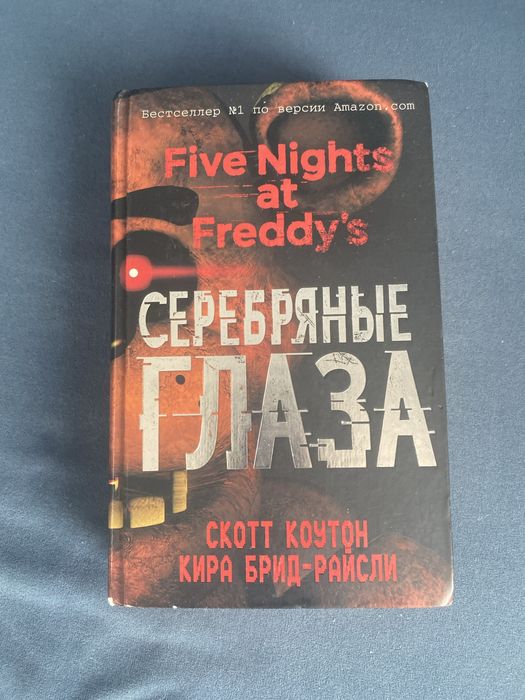 Бестселлер №1 по версии Amazon.com
Five Nights
at
Freddy's
СЕРЕБРЯНЫЕ
ГЛАЗА
СКОТТ КОУТОН
КИРА БРИД-РАЙСЛИ